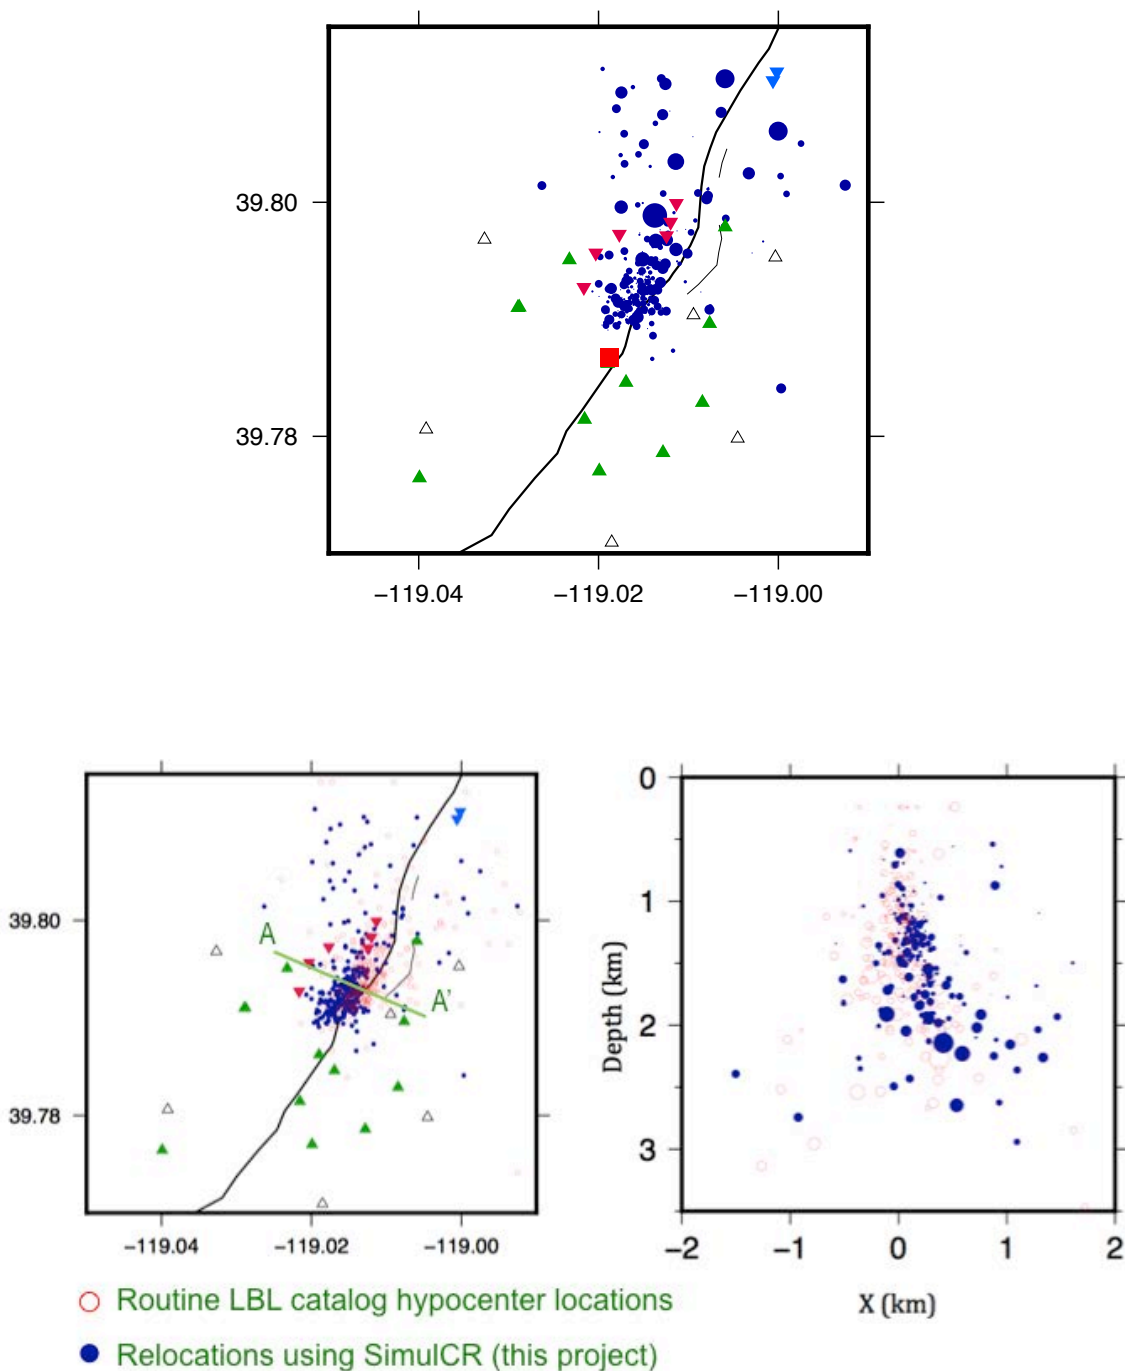 39.80
39.78
−119.04 −119.02 −119.00
A
A'
39.80
39.78
−119.04 −119.02 −119.00
0
1
2
3
Depth (km)
−2 −1 0 1 2
X (km)
Routine LBL catalog hypocenter locations
Relocations using SimulCR (this project)